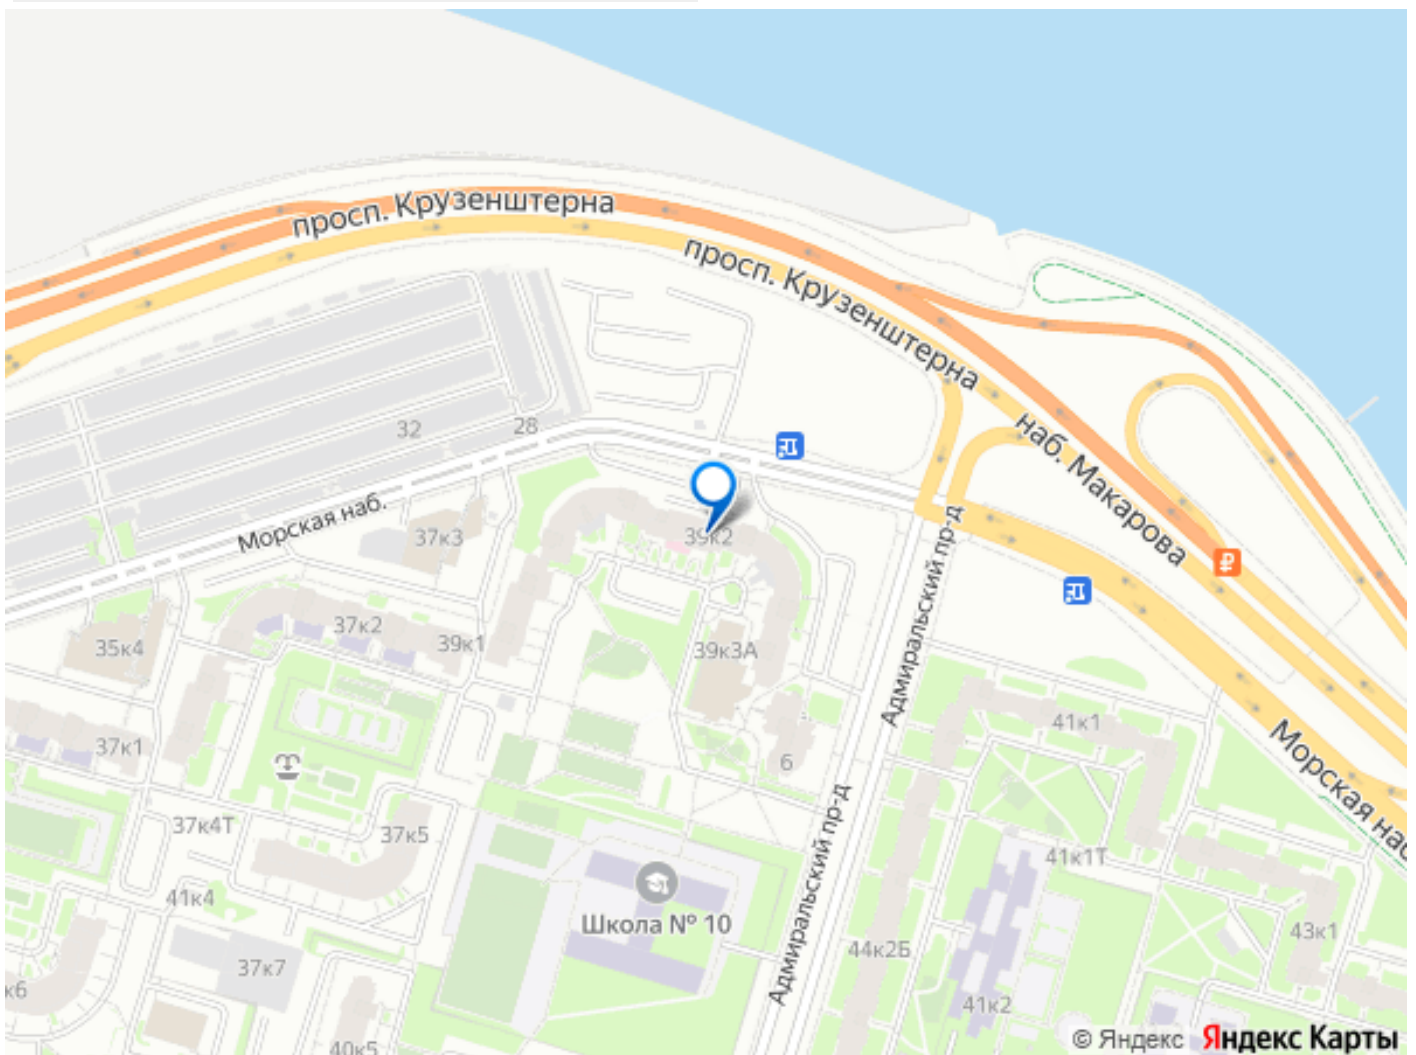 просп. Крузенштерна
просп. Крузенштерна
наб. Макарова
32
28
Морская наб.
37к3
39к2
Адмиральский пр-д
35к4
37к2
39к1
39к3А
41к1
Морская наб
37к1
6
37к4Т
37к5
Адмиральский пр-д
41к1Т
41к4
Школа № 10
43к1
44к2Б
37к7
к6
41к2
40к5
© Яндекс Яндекс Карты